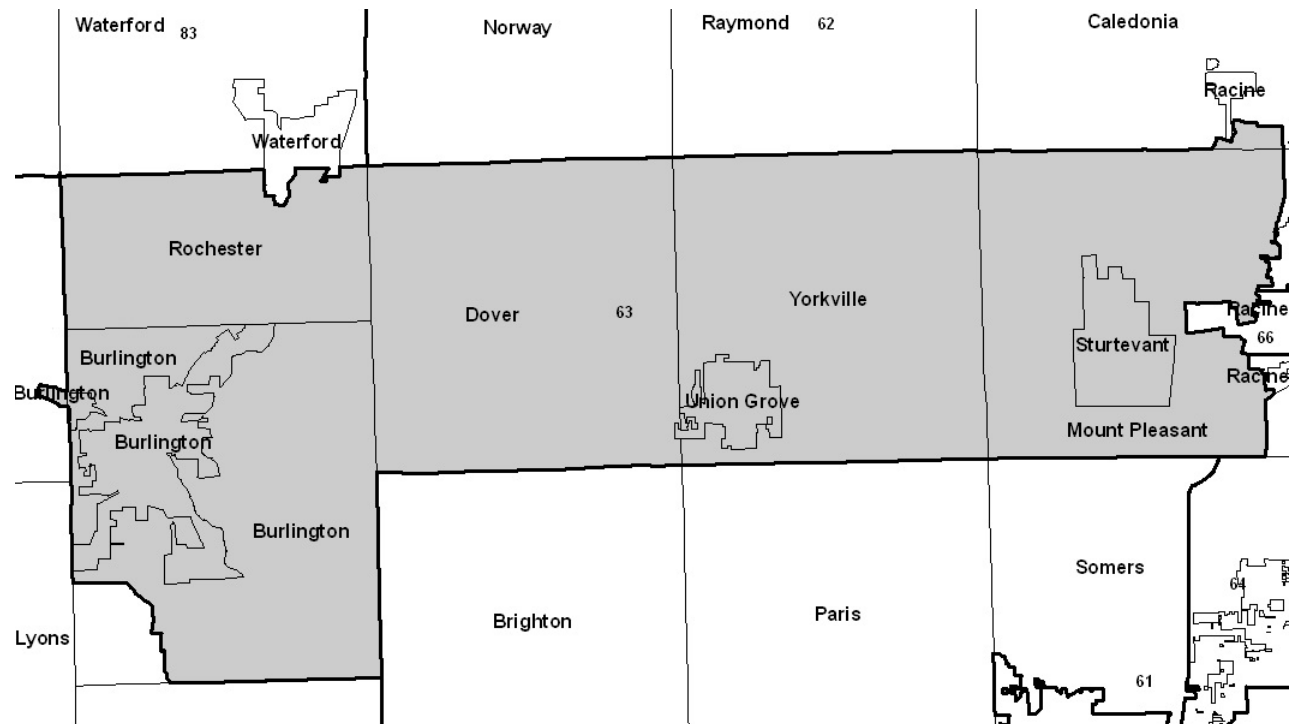 Waterford 83
Norway
Raymond 62
Caledonia
Racine
Waterford
Rochester
Dover
63
Yorkville
Racine
66
Sturtevant
Burlington
Burlington
Racine
Union Grove
Mount Pleasant
Burlington
Burlington
Somers
64
Lyons
Brighton
Paris
61